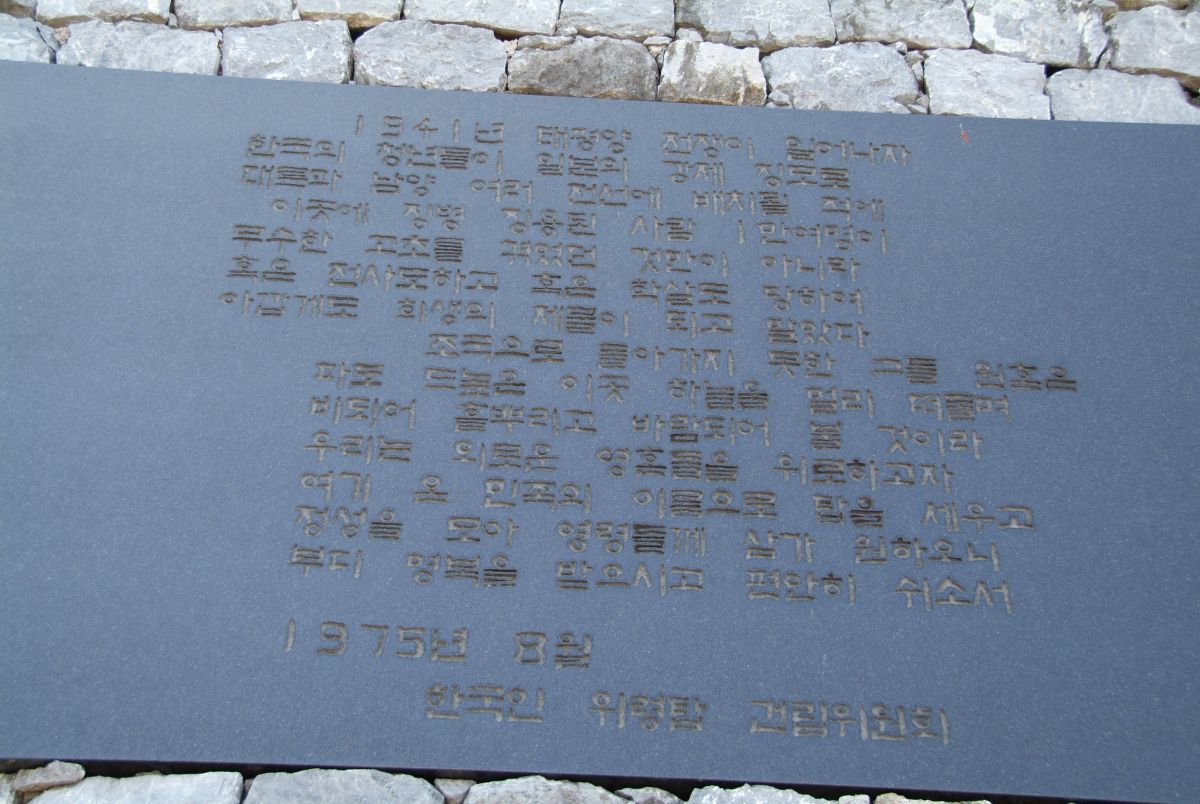 1941년 태평양 전쟁이 일어나자
한국의 청년들이 일본의 강제 징모로
대륙과 남양 여러 전선에 배치될 적에
이곳에 징병 징용된 사람 1만여명이
무수한 고초를 겪었던 것만이 아니라
혹은 전사도하고 혹은 학살도 당하여
아깝게도 희생의 제물이 되고 말았다
조국으로 돌아가지 못한 그들 원혼은
파도 드높은 이곳 하늘을 멀리 떠돌며
비되어 흩뿌리고 바람되어 불 것이라
우리는 외로운 영혼들을 위로하고자
여기 온 민족의 이름으로 탑을 세우고
정성을 모아 영령들께 삼가 원하오니
부디 명복을 받으시고 편안히 쉬소서
1975년 8월
한국인 위령탑 건립위원회